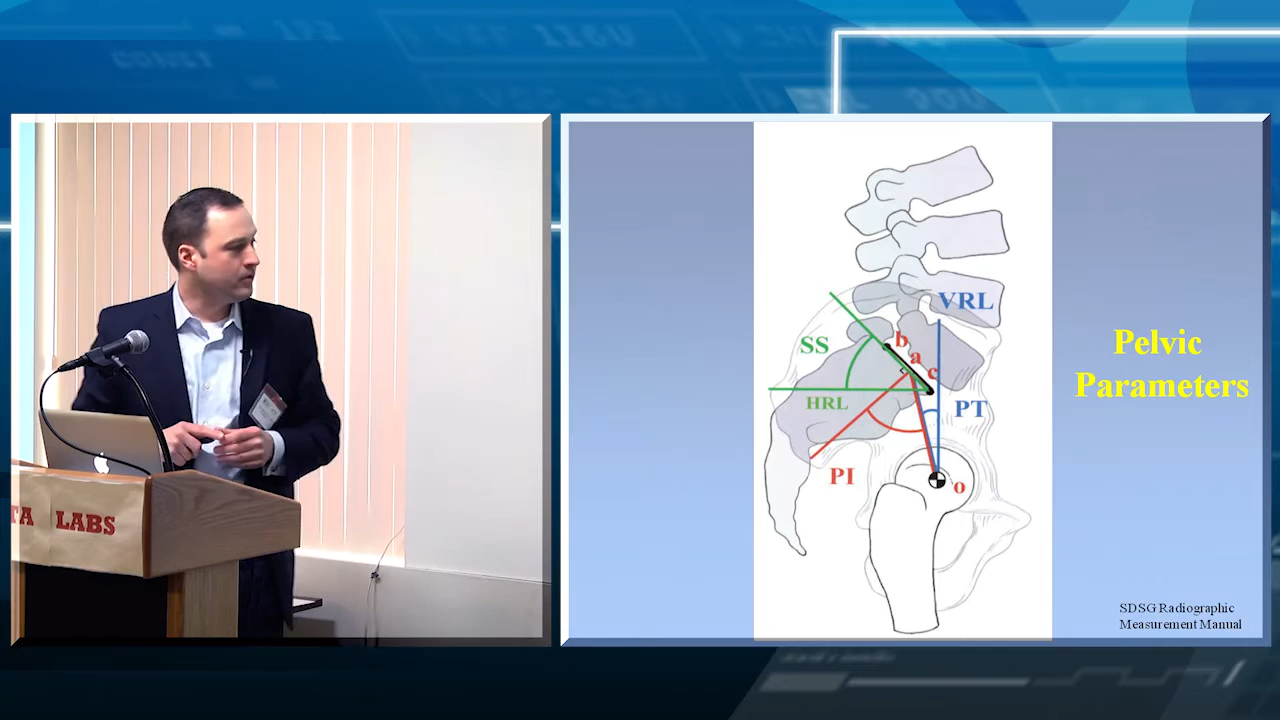 TA LABS
VRL
b
SS
a
c
HRL
PT
PI
o
Pelvic
Parameters
SDSG Radiographic
Measurement Manual